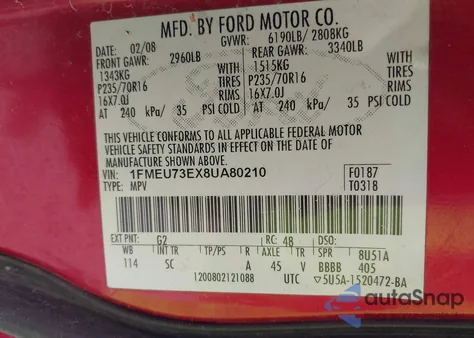 MFD. BY FORD MOTOR CO.
DATE: 02/08 GVWR: 6190LB/ 2808KG
FRONT GAWR: 2960LB REAR GAWR: 3340LB
1343KG 1515KG
P235/70R16 TIRES P235/70R16 TIRES
16X7.0J RIMS 16X7.0J RIMS
AT 240 kPa/ 35 PSI COLD AT 240 kPa/ 35 PSI COLD
THIS VEHICLE CONFORMS TO ALL APPLICABLE FEDERAL MOTOR
VEHICLE SAFETY STANDARDS IN EFFECT ON THE DATE OF
MANUFACTURE SHOWN ABOVE.
VIN: 1FMEU73EX8UA80210 F0187
TYPE: MPV T0318
EXT PNT: G2 RC: 48 DSO:
WB INT TR TP/PS R AXLE TR SPR 8U51A
114 SC A 45 V BBBB 405
1200802121088 UTC ▽5U5A-1520472-BA
autoSnap